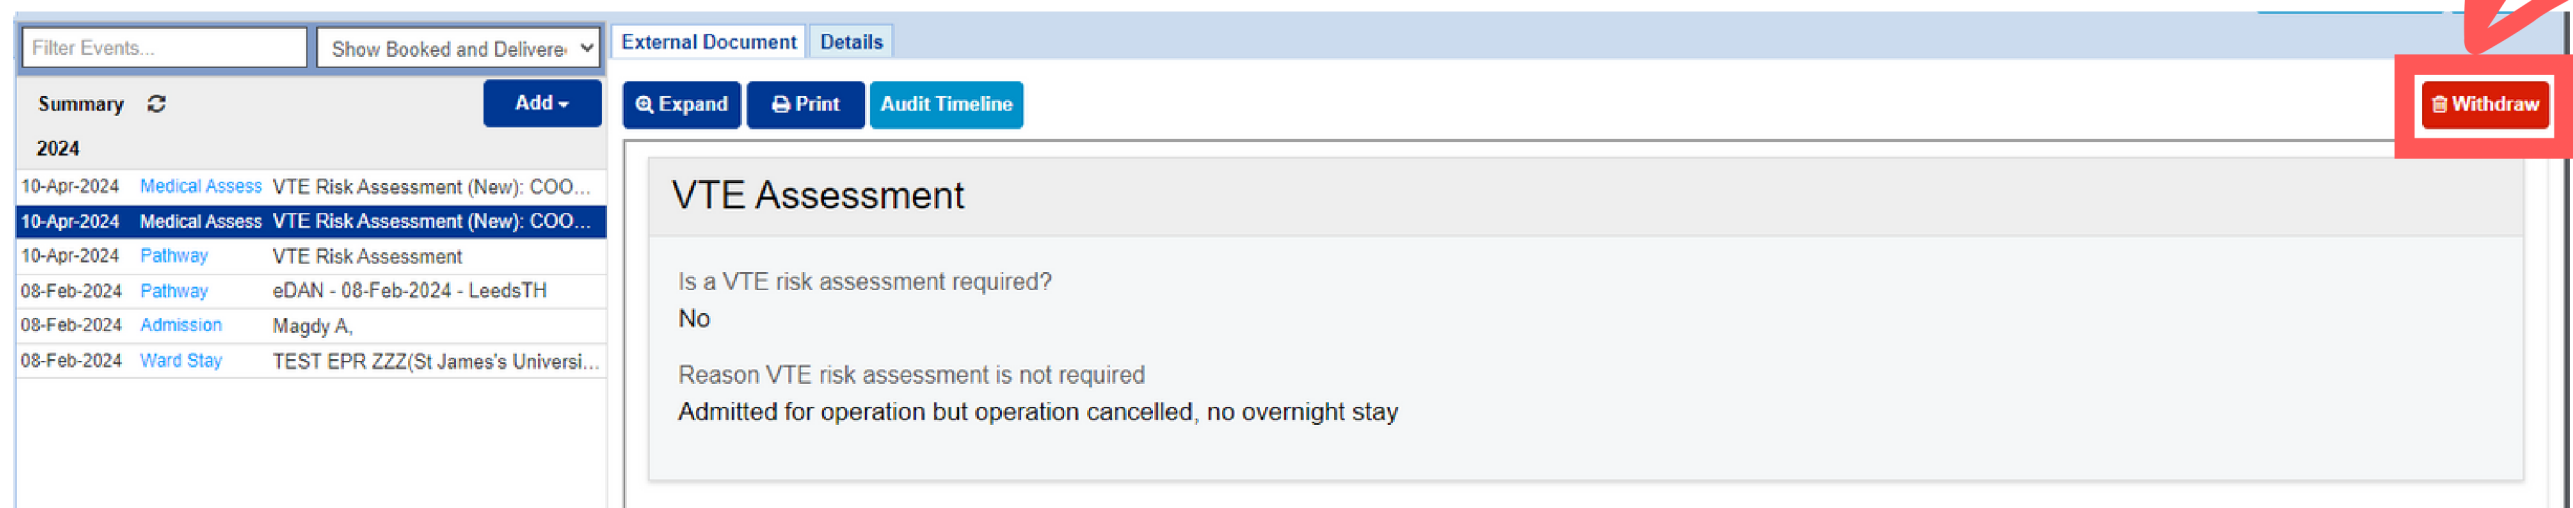 Filter Events...
Show Booked and Delivere
External Document
Details
Summary
Add
Expand
Print
Audit Timeline
Withdraw
2024
10-Apr-2024 Medical Assess VTE Risk Assessment (New): COO...
10-Apr-2024 Medical Assess VTE Risk Assessment (New): COO...
10-Apr-2024 Pathway VTE Risk Assessment
08-Feb-2024 Pathway eDAN - 08-Feb-2024 - LeedsTH
08-Feb-2024 Admission Magdy A,
08-Feb-2024 Ward Stay TEST EPR ZZZ(St James's Universi...
VTE Assessment
Is a VTE risk assessment required?
No
Reason VTE risk assessment is not required
Admitted for operation but operation cancelled, no overnight stay